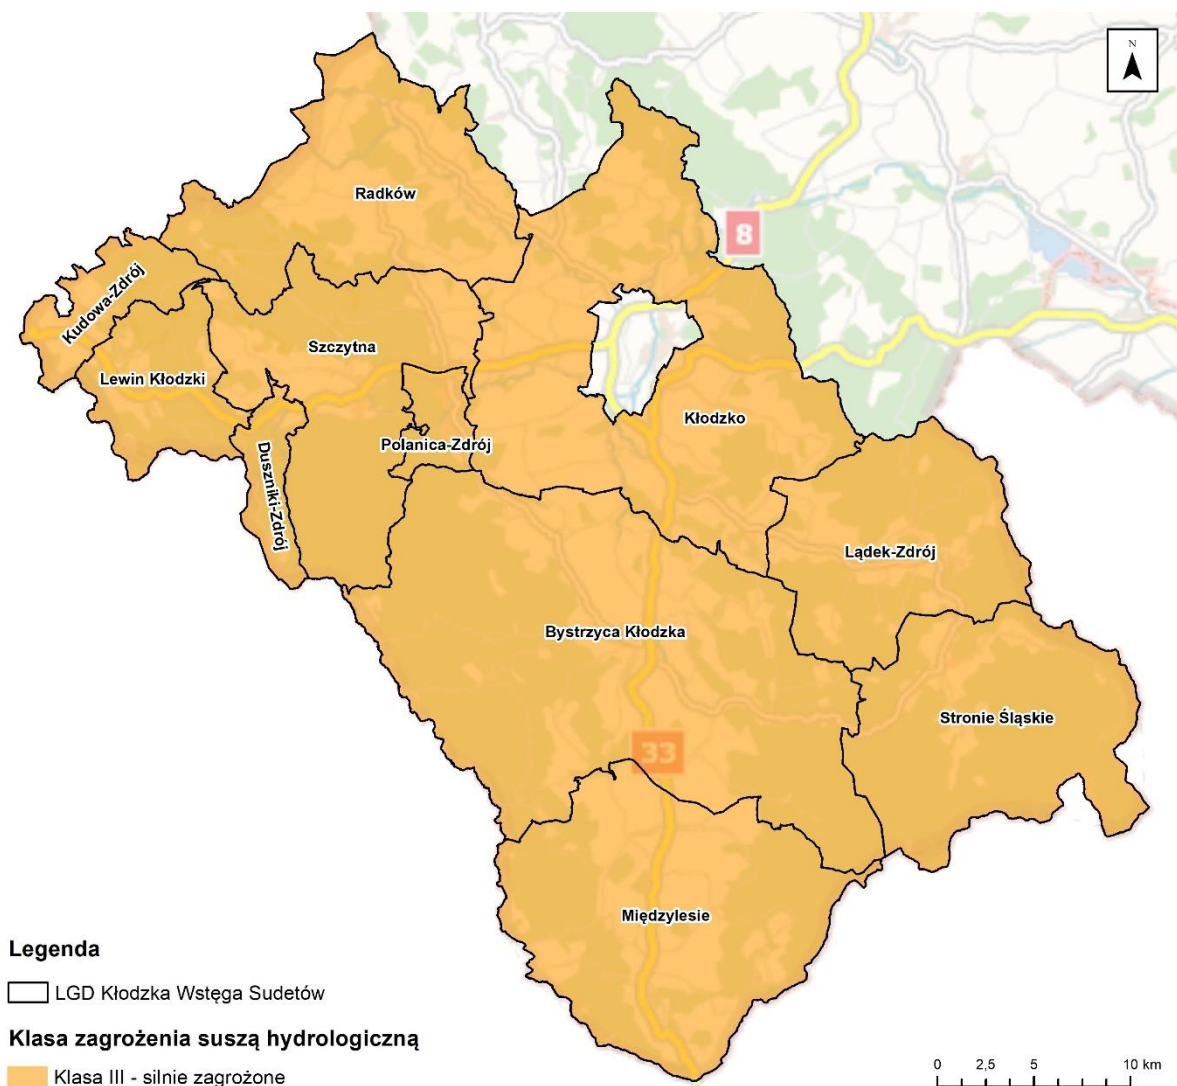 N
Radków
8
Kudowa-Zdrój
Szczytna
Lewin Kłodzki
Kłodzko
Polanica-Zdrój
Duszniki-Zdrój
Lądek-Zdrój
Bystrzyca Kłodzka
Stronie Śląskie
33
Międzylesie
Legenda
LGD Kłodzka Wstęga Sudetów
Klasa zagrożenia suszą hydrologiczną
Klasa III - silnie zagrożone
0 2,5 5 10 km